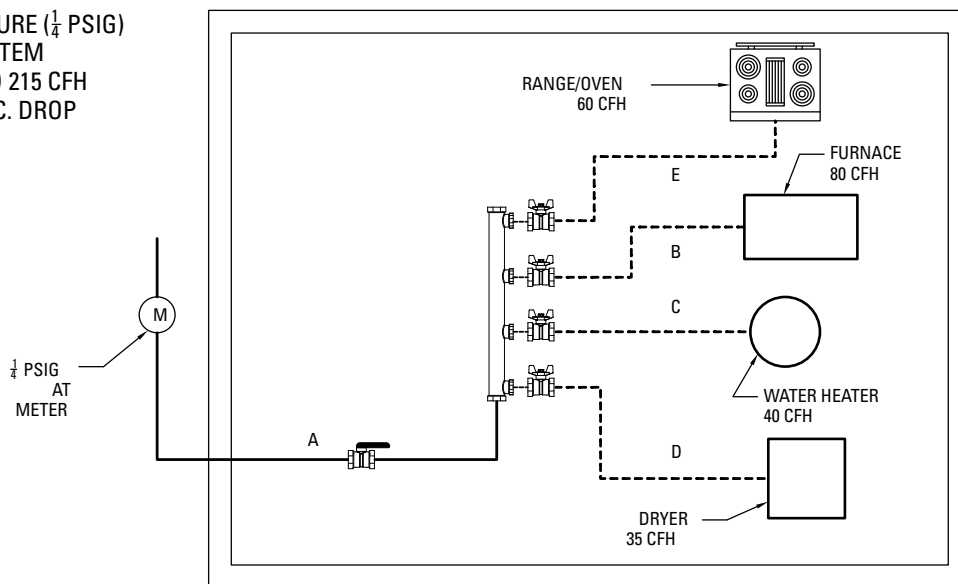 URE (1/4 PSIG)
TEM
215 CFH
C. DROP
RANGE/OVEN
60 CFH
FURNACE
80 CFH
E
B
M
C
1/4 PSIG
AT
METER
WATER HEATER
40 CFH
A
D
DRYER
35 CFH